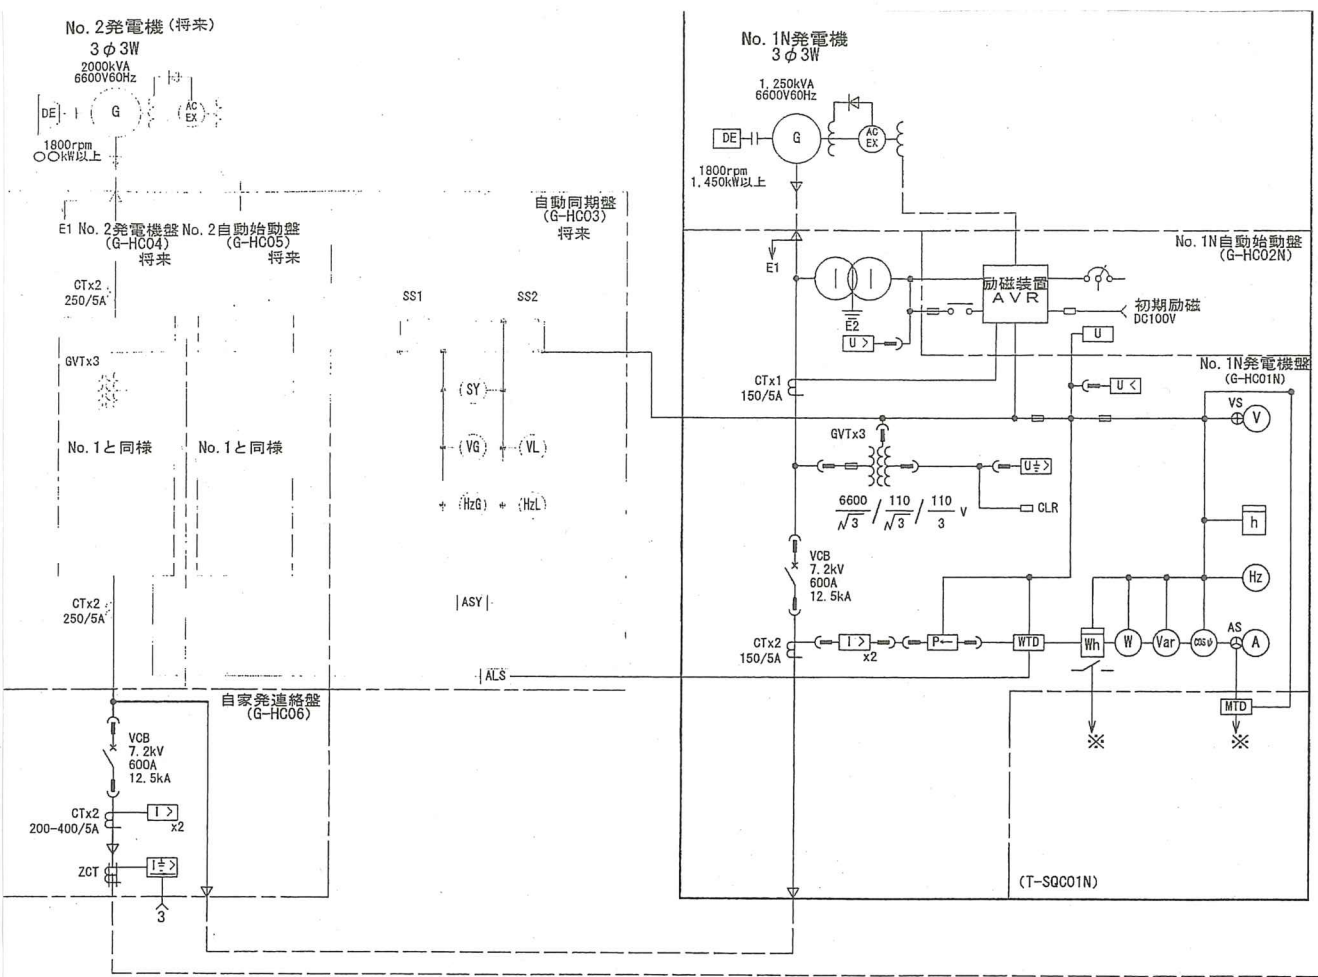 No.2発電機(将来)
3φ3W
2000kVA
6600V60Hz
DE
G
AC
EX
1800rpm
〇〇kW以上
E1
No.2発電機盤
(G-HC04)
将来
No.2自動始動盤
(G-HC05)
将来
自動同期盤
(G-HC03)
将来
CTx2
250/5A
GVTx3
No.1と同様
No.1と同様
SS1
SS2
SY
VG
VL
HzG
HzL
ASY
ALS
CTx2
250/5A
自家発連絡盤
(G-HC06)
VCB
7.2kV
600A
12.5kA
CTx2
200-400/5A
I>
x2
ZCT
I⏚>
3
No.1N発電機
3φ3W
1,250kVA
6600V60Hz
DE
G
AC
EX
1800rpm
1,450kW以上
No.1N自動始動盤
(G-HC02N)
E1
E2
励磁装置
AVR
初期励磁
DC100V
U>
U
No.1N発電機盤
(G-HC01N)
CTx1
150/5A
U<
VS
V
GVTx3
U⏚>
CLR
6600/√3 / 110/√3 / 110/3 V
h
VCB
7.2kV
600A
12.5kA
Hz
CTx2
150/5A
I>
x2
P←
WTD
Wh
W
Var
cosφ
AS
A
MTD
※
※
(T-SQC01N)